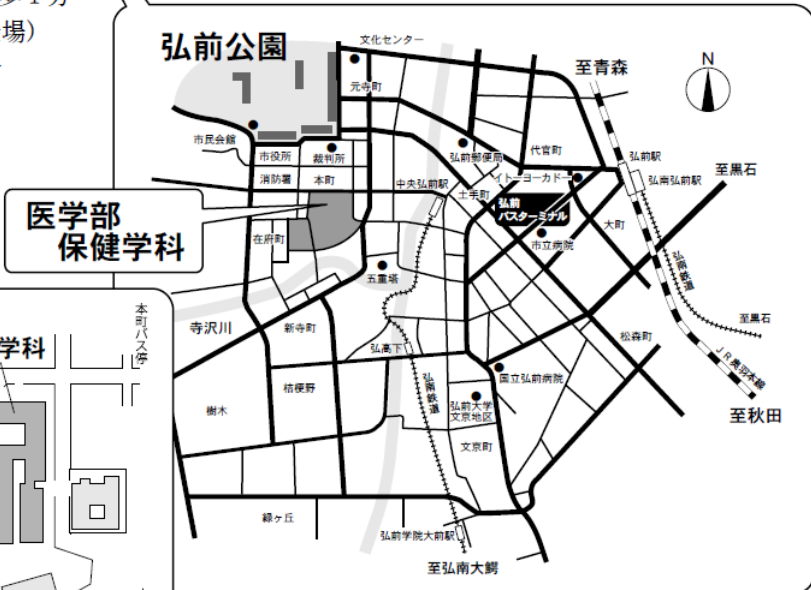 場）
弘前公園
文化センター
至青森
N
元寺町
市民会館
市役所
裁判所
弘前郵便局
代官町
消防署
本町
中央弘前駅
イトーヨーカドー
弘前駅
弘南弘前駅
至黒石
土手町
弘前
バスターミナル
医学部
保健学科
在府町
市立病院
大町
五重塔
弘南鉄道
至黒石
本町バス停
寺沢川
新寺町
弘高下
松森町
学科
JR奥羽本線
国立弘前病院
桔梗野
弘南鉄道
弘前大学
文京地区
至秋田
樹木
文京町
緑ヶ丘
弘前学院大前駅
至弘南大鰐